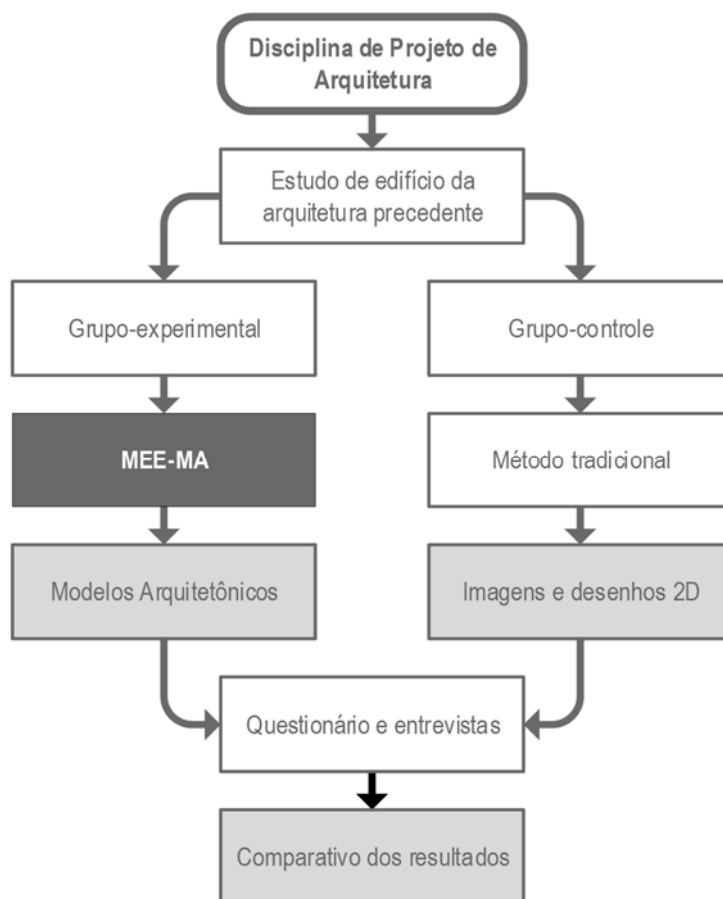 Disciplina de Projeto de
Arquitetura
Estudo de edifício da
arquitetura precedente
Grupo-experimental
Grupo-controle
MEE-MA
Método tradicional
Modelos Arquitetônicos
Imagens e desenhos 2D
Questionário e entrevistas
Comparativo dos resultados